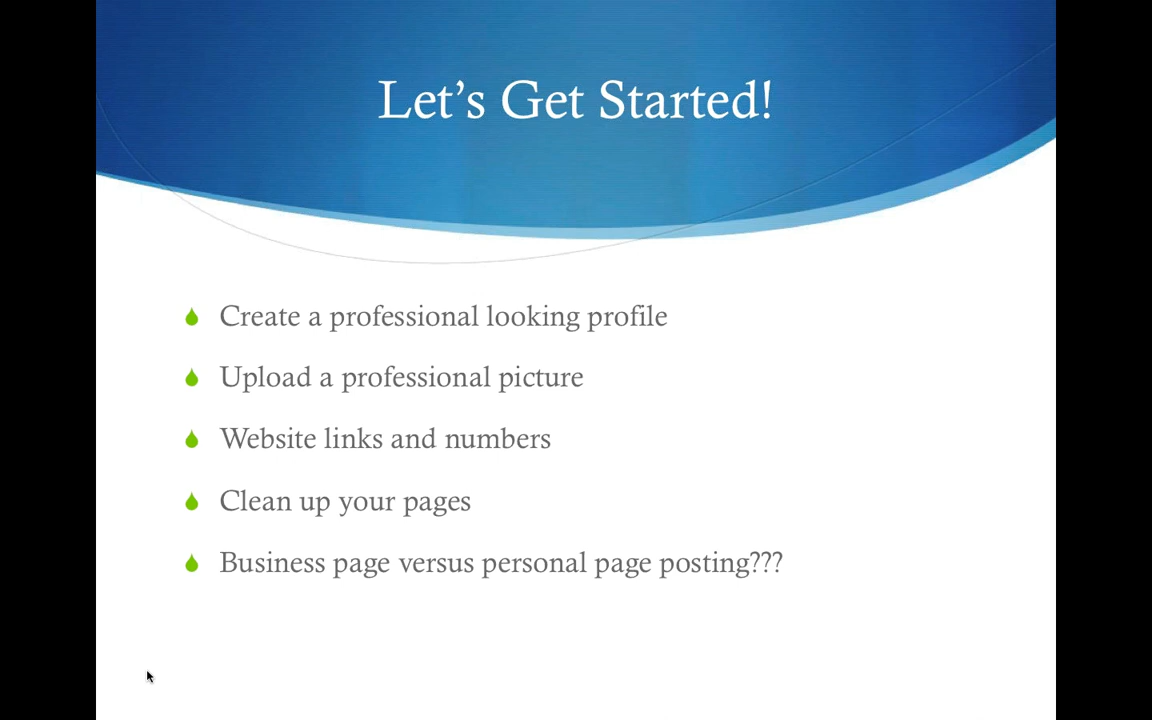 Let’s Get Started!
Create a professional looking profile
Upload a professional picture
Website links and numbers
Clean up your pages
Business page versus personal page posting???